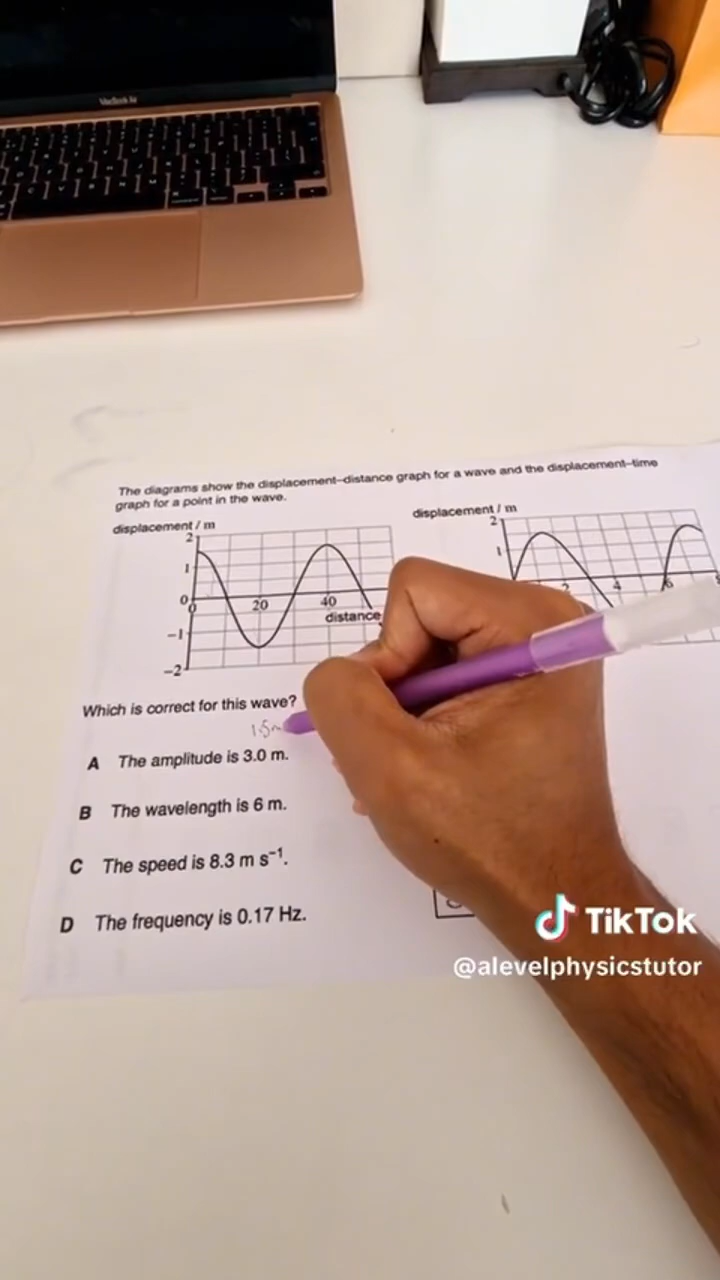 MacBook Air
The diagrams show the displacement–distance graph for a wave and the displacement–time
graph for a point in the wave.
displacement / m
2
1
0
−1
−2
0
20
40
distance
displacement / m
2
1
2
4
6
8
Which is correct for this wave?
1.5m
A The amplitude is 3.0 m.
B The wavelength is 6 m.
C The speed is 8.3 m s⁻¹.
D The frequency is 0.17 Hz.
TikTok
@alevelphysicstutor